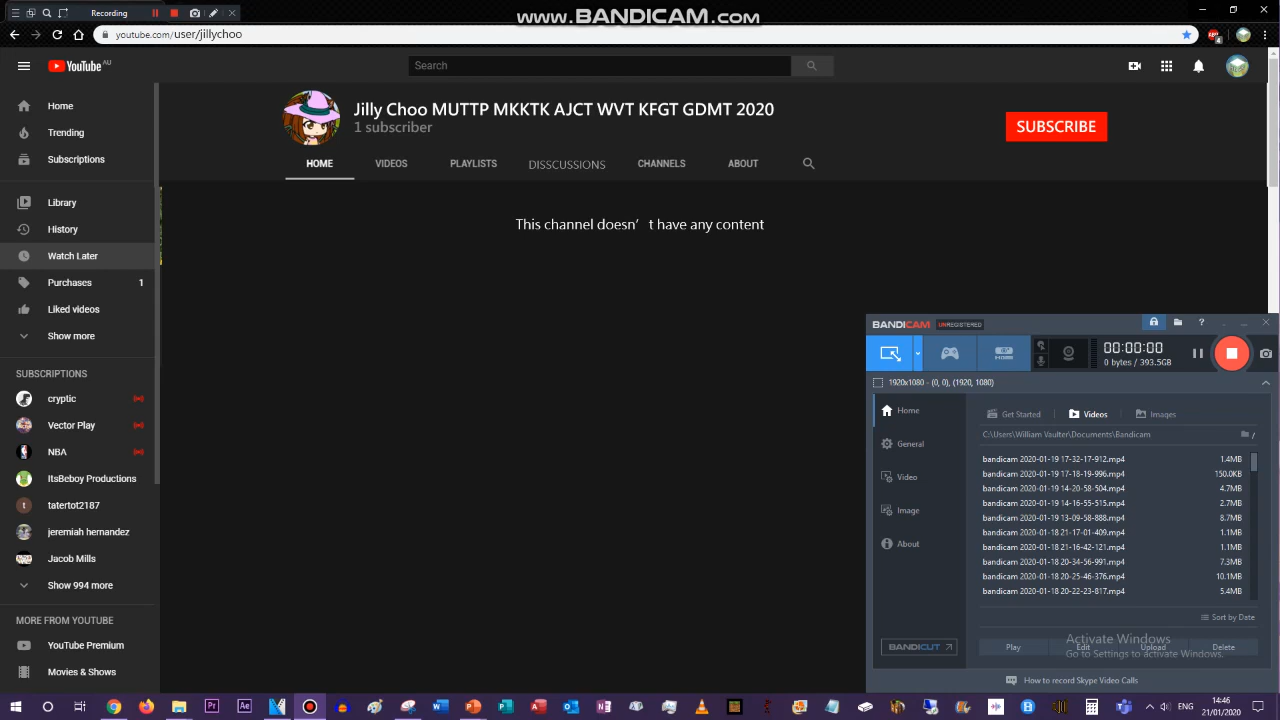 Recording
www.BANDICAM.com
youtube.com/user/jillychoo
4
YouTube AU
Search
Home
Trending
Subscriptions
Library
History
Watch Later
Purchases 1
Liked videos
Show more
SUBSCRIPTIONS
cryptic
Vector Play
NBA
ItsBeboy Productions
t tatertot2187
jeremiah hernandez
Jacob Mills
Show 994 more
MORE FROM YOUTUBE
YouTube Premium
Movies & Shows
Jilly Choo MUTTP MKKTK AJCT WVT KFGT GDMT 2020
1 subscriber
SUBSCRIBE
HOME VIDEOS PLAYLISTS DISSCUSSIONS CHANNELS ABOUT
This channel doesn’ t have any content
BANDICAM UNREGISTERED ?
HDMI 00:00:00
0 bytes / 393.5GB
1920x1080 - (0, 0), (1920, 1080)
Home
General
Video
Image
About
BANDICUT
Get Started Videos Images
C:\Users\William Vaulter\Documents\Bandicam /
bandicam 2020-01-19 17-32-17-912.mp4 1.4MB
bandicam 2020-01-19 17-18-19-996.mp4 150.0KB
bandicam 2020-01-19 14-20-58-504.mp4 4.7MB
bandicam 2020-01-19 14-16-55-515.mp4 2.7MB
bandicam 2020-01-19 13-09-58-888.mp4 8.7MB
bandicam 2020-01-18 21-17-01-409.mp4 1.1MB
bandicam 2020-01-18 21-16-42-121.mp4 1.1MB
bandicam 2020-01-18 20-34-56-991.mp4 7.3MB
bandicam 2020-01-18 20-25-46-376.mp4 10.1MB
bandicam 2020-01-18 20-22-23-817.mp4 5.4MB
Sort by Date
Activate Windows
Play Edit Upload Delete
Go to Settings to activate Windows.
How to record Skype Video Calls
Pr Ae
14:46
21/01/2020